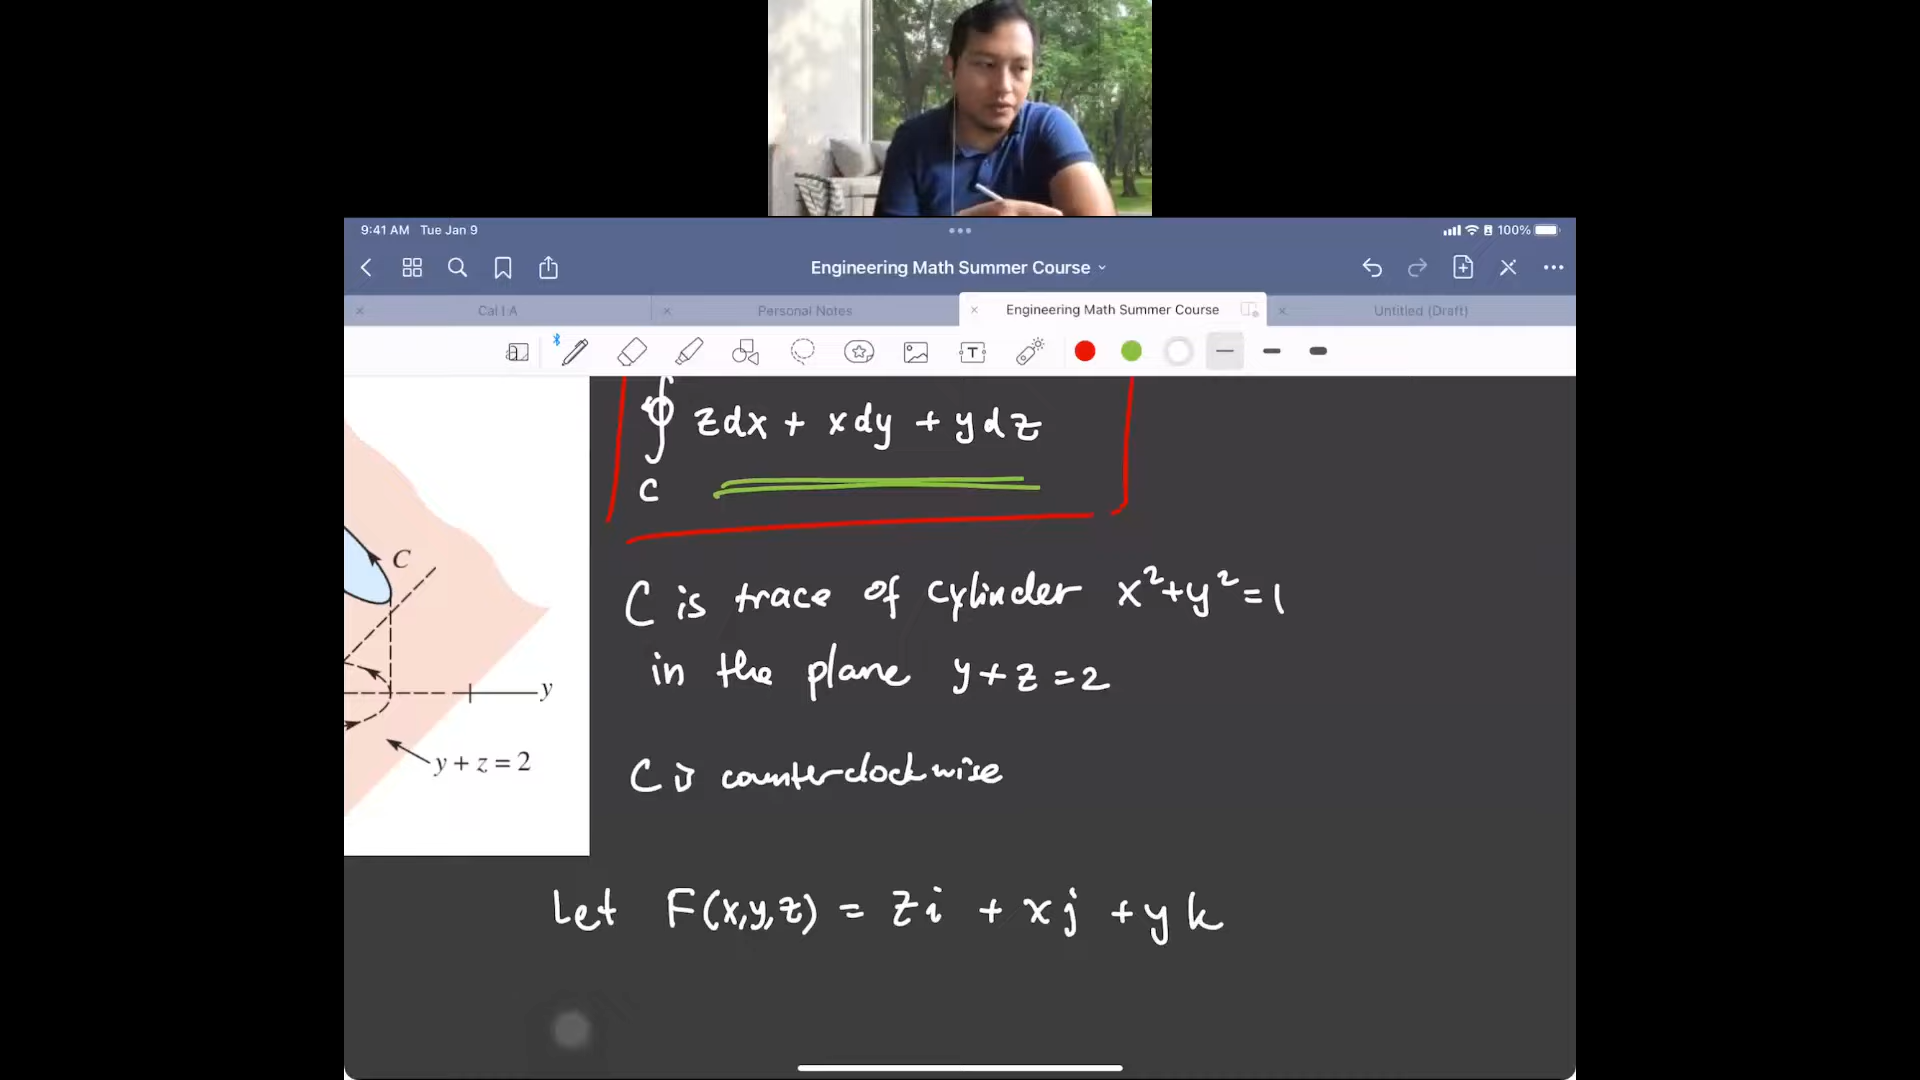 9:41 AM Tue Jan 9
100%
Engineering Math Summer Course
Cal I A
Personal Notes
Engineering Math Summer Course
Untitled (Draft)
∮ zdx + xdy + ydz
C
C
y
y + z = 2
C is trace of cylinder x²+y²=1
in the plane y+z=2
C is counterclockwise
Let F(x,y,z) = zi + xj + yk